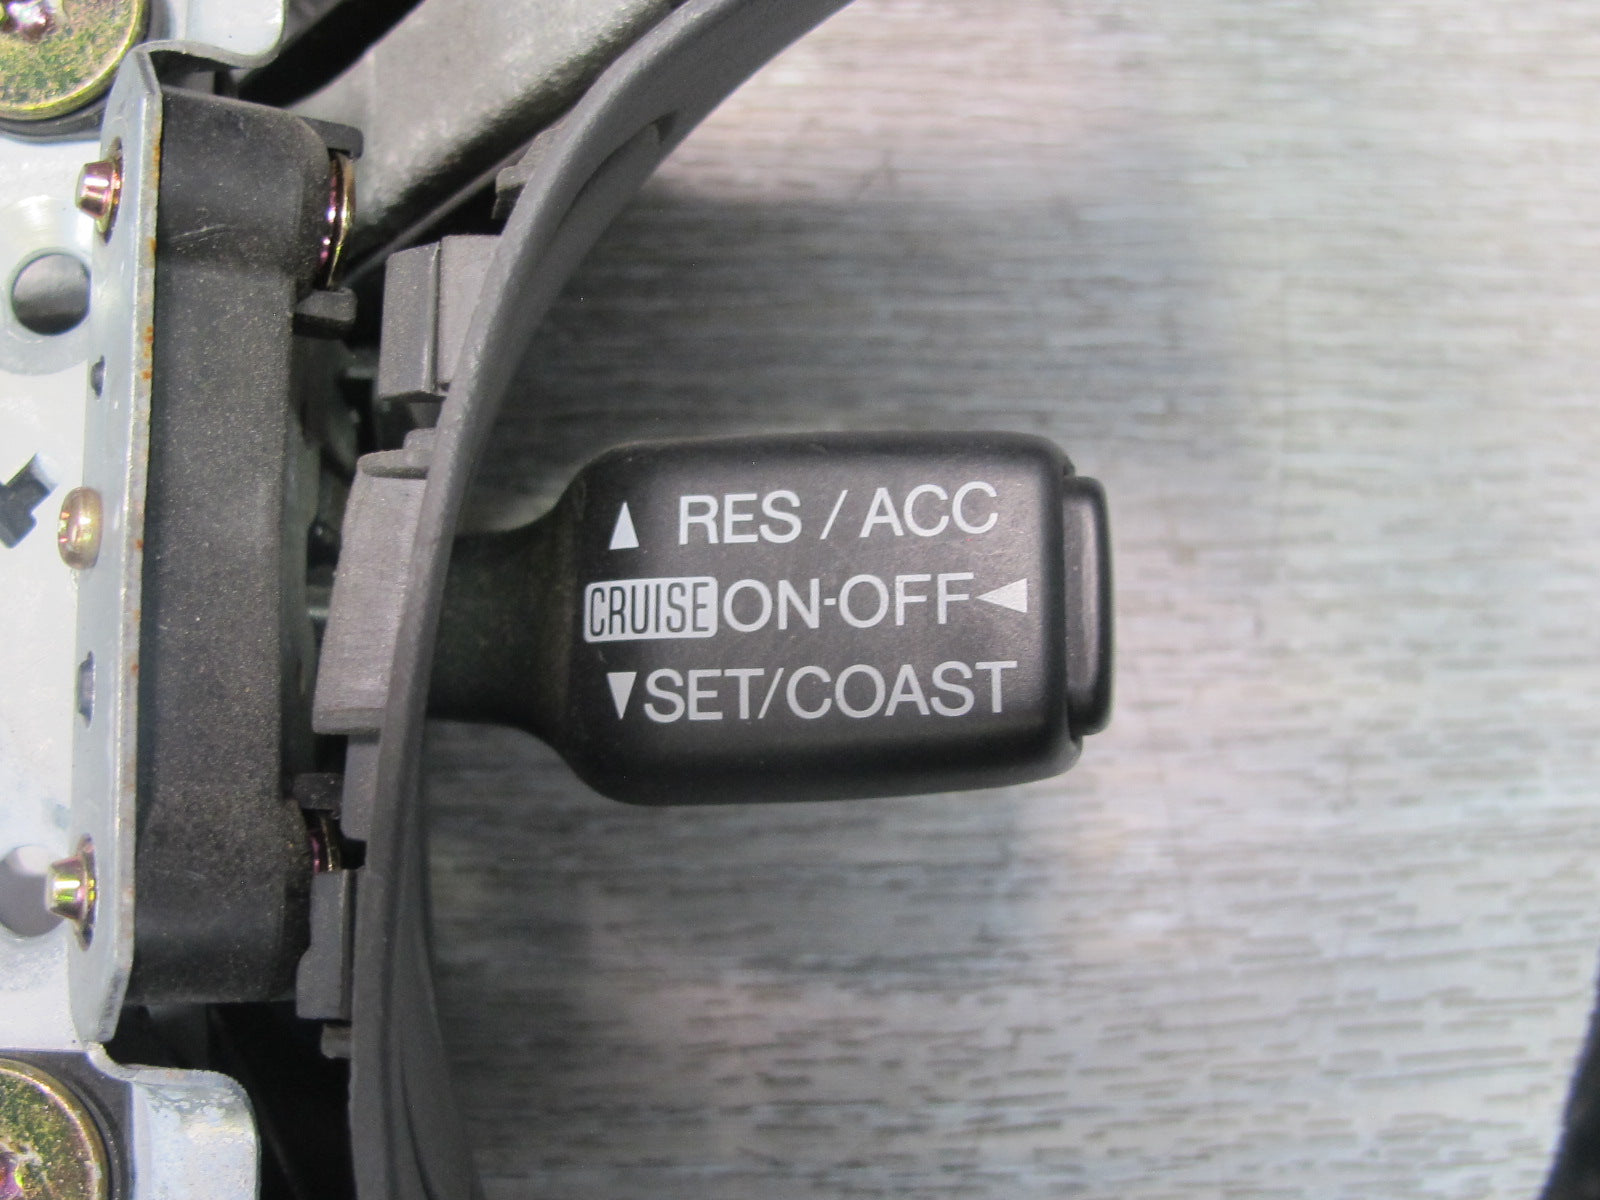 ▲ RES / ACC
CRUISE ON-OFF◀
▼SET/COAST